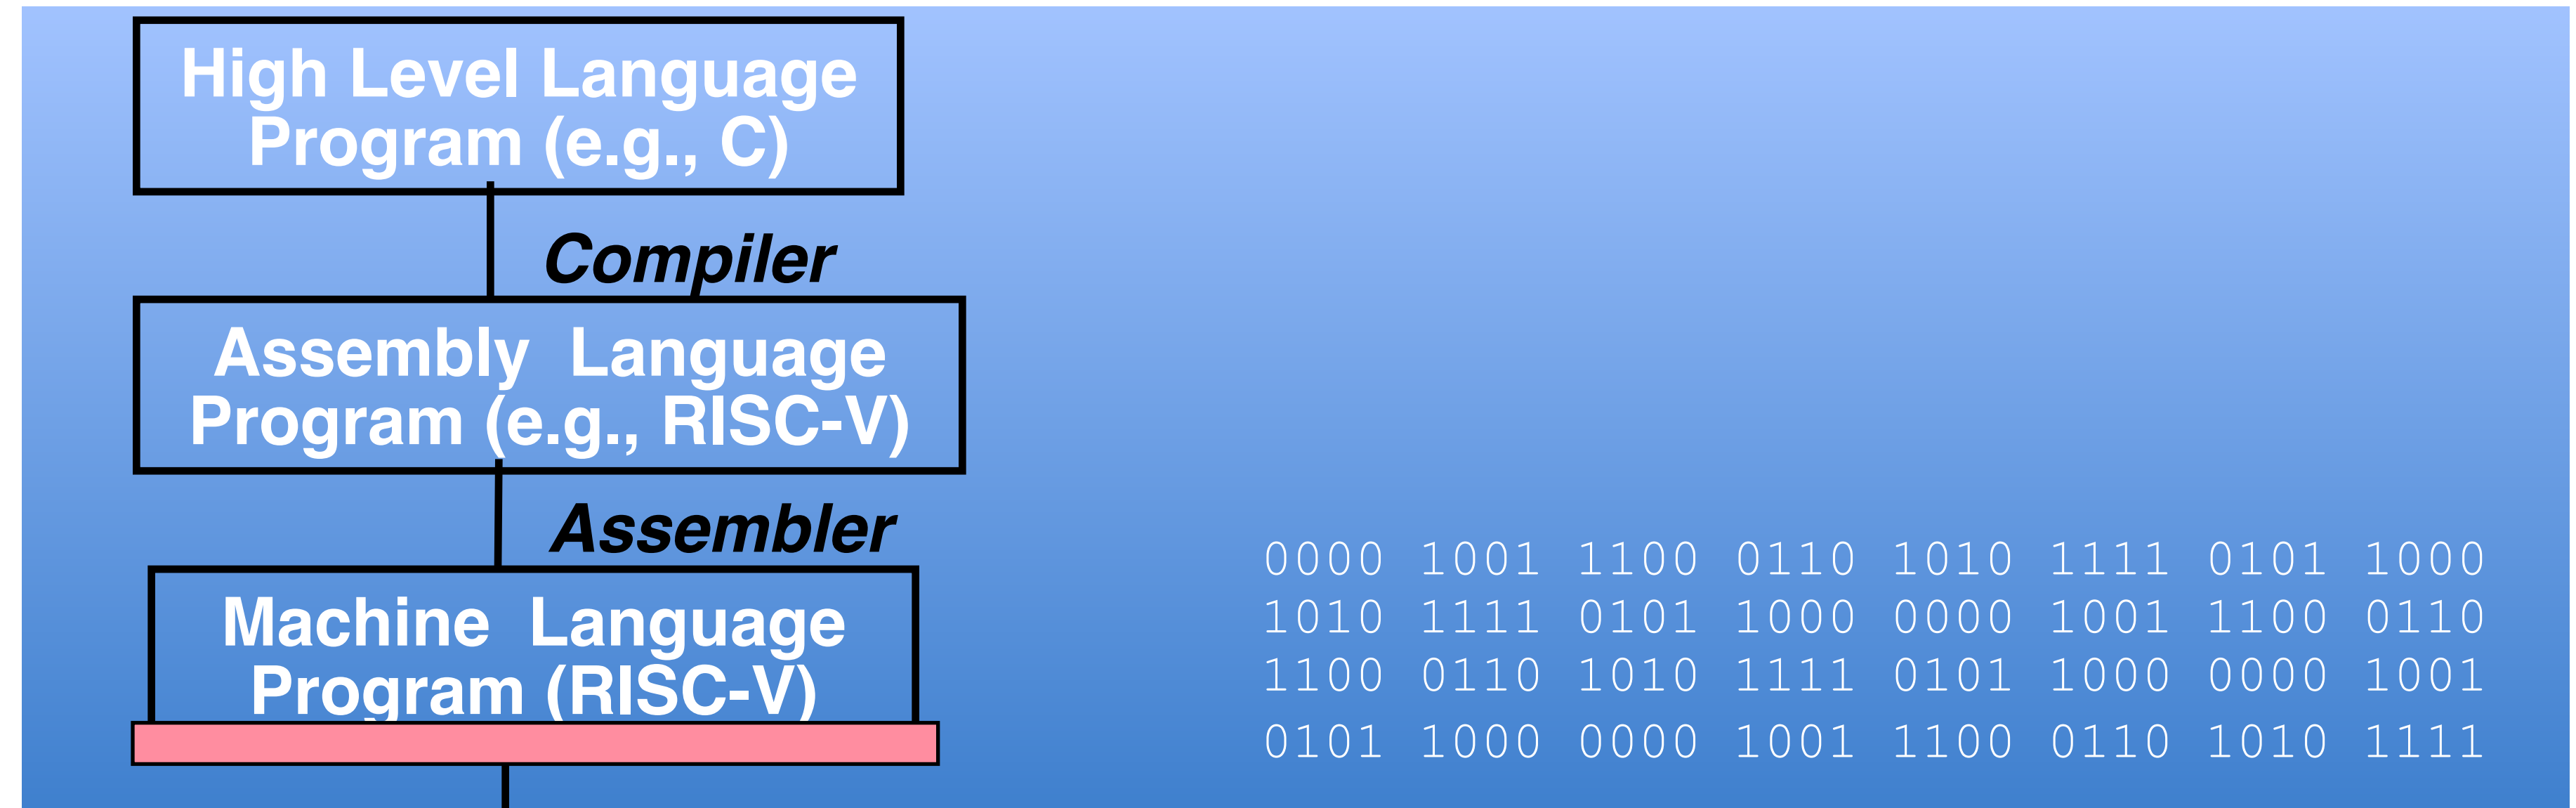 High Level Language
Program (e.g., C)
Compiler
Assembly Language
Program (e.g., RISC-V)
Assembler
Machine Language
Program (RISC-V)
0000 1001 1100 0110 1010 1111 0101 1000
1010 1111 0101 1000 0000 1001 1100 0110
1100 0110 1010 1111 0101 1000 0000 1001
0101 1000 0000 1001 1100 0110 1010 1111